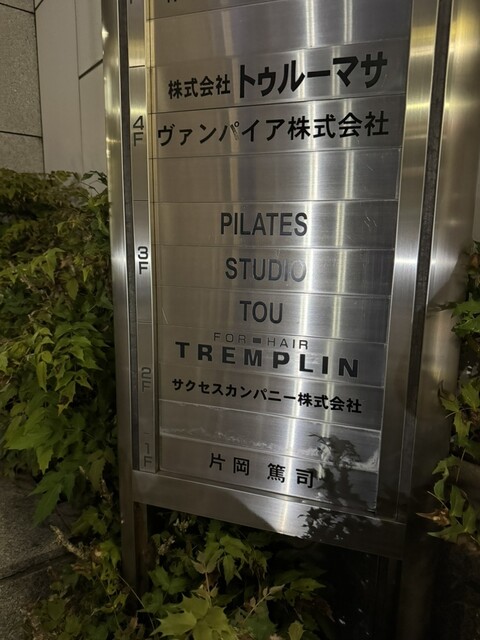 株式会社 トゥルーマサ
4F ヴァンパイア株式会社
PILATES
3F STUDIO
TOU
FOR HAIR
TREMPLIN
2F サクセスカンパニー株式会社
1F 片岡 篤司